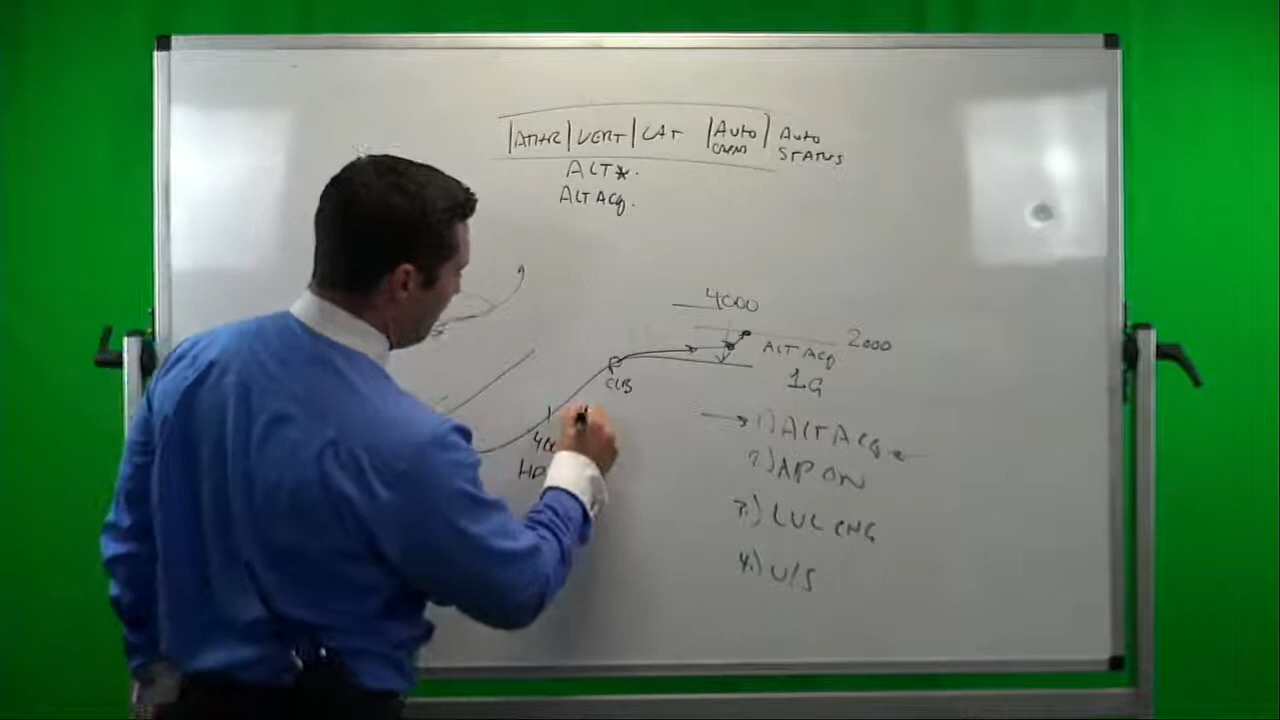 |ATHR|VERT|LAT |Auto COM| Auto STATUS
ALT*.
ALT ACQ.
4000
2000
ALT ACQ
1G
CLB
1.) ALT ACQ
2.) AP ON
3.) LVL CHG
4.) V/S